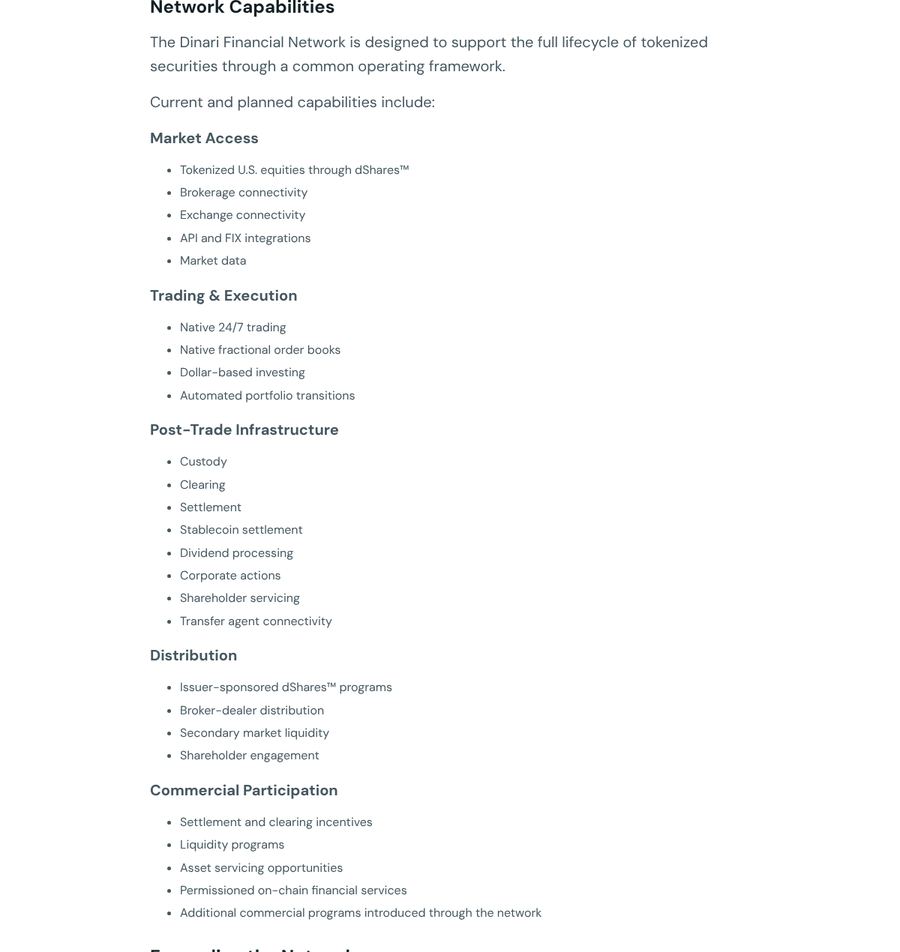 Network Capabilities
The Dinari Financial Network is designed to support the full lifecycle of tokenized
securities through a common operating framework.
Current and planned capabilities include:
Market Access
• Tokenized U.S. equities through dShares™
• Brokerage connectivity
• Exchange connectivity
• API and FIX integrations
• Market data
Trading & Execution
• Native 24/7 trading
• Native fractional order books
• Dollar-based investing
• Automated portfolio transitions
Post-Trade Infrastructure
• Custody
• Clearing
• Settlement
• Stablecoin settlement
• Dividend processing
• Corporate actions
• Shareholder servicing
• Transfer agent connectivity
Distribution
• Issuer-sponsored dShares™ programs
• Broker-dealer distribution
• Secondary market liquidity
• Shareholder engagement
Commercial Participation
• Settlement and clearing incentives
• Liquidity programs
• Asset servicing opportunities
• Permissioned on-chain financial services
• Additional commercial programs introduced through the network